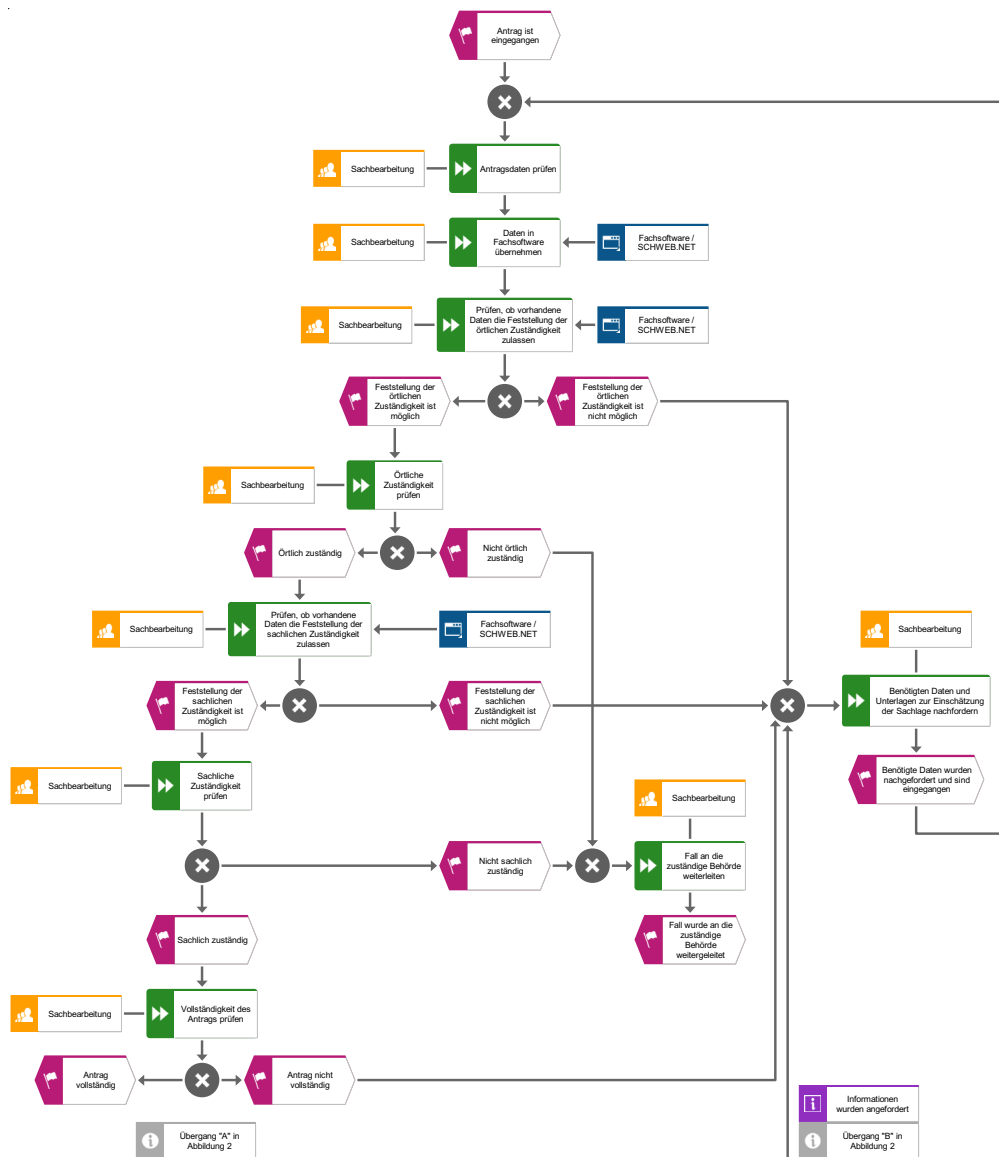 Antrag ist
eingegangen
Sachbearbeitung
Antragsdaten prüfen
Sachbearbeitung
Daten in
Fachsoftware
übernehmen
Fachsoftware /
SCHWEB.NET
Sachbearbeitung
Prüfen, ob vorhandene
Daten die Feststellung der
örtlichen Zuständigkeit
zulassen
Fachsoftware /
SCHWEB.NET
Feststellung der
örtlichen
Zuständigkeit ist
möglich
Feststellung der
örtlichen
Zuständigkeit ist
nicht möglich
Sachbearbeitung
Örtliche
Zuständigkeit
prüfen
Örtlich zuständig
Nicht örtlich
zuständig
Sachbearbeitung
Prüfen, ob vorhandene
Daten die Feststellung der
sachlichen Zuständigkeit
zulassen
Fachsoftware /
SCHWEB.NET
Sachbearbeitung
Feststellung der
sachlichen
Zuständigkeit ist
möglich
Feststellung der
sachlichen
Zuständigkeit ist
nicht möglich
Benötigten Daten und
Unterlagen zur Einschätzung
der Sachlage nachfordern
Sachbearbeitung
Sachliche
Zuständigkeit
prüfen
Sachbearbeitung
Benötigte Daten wurden
nachgefordert und sind
eingegangen
Nicht sachlich
zuständig
Fall an die
zuständige Behörde
weiterleiten
Sachlich zuständig
Fall wurde an die
zuständige
Behörde
weitergeleitet
Sachbearbeitung
Vollständigkeit des
Antrags prüfen
Antrag
vollständig
Antrag nicht
vollständig
Informationen
wurden angefordert
Übergang "A" in
Abbildung 2
Übergang "B" in
Abbildung 2